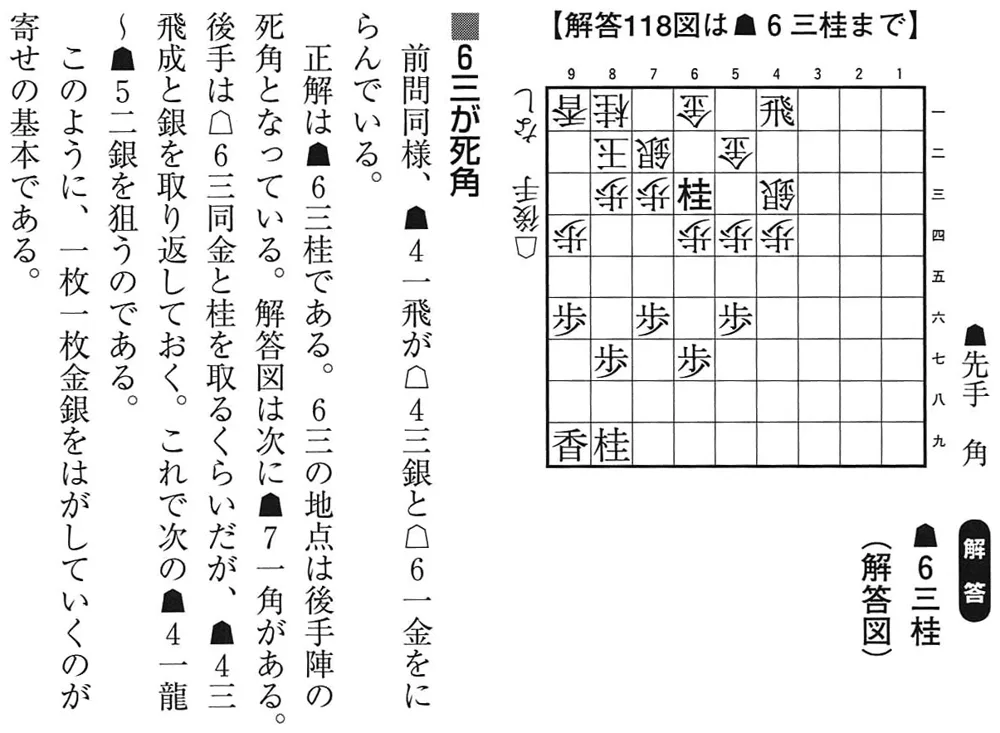 【解答118図は☗6三桂まで】
9 8 7 6 5 4 3 2 1
香 桂 金 飛 一
王 銀 金 二
歩 歩 桂 銀 三
歩 歩 歩 歩 四
五
歩 歩 歩 六
歩 歩 七
八
香 桂 九
☗先手 角
☖後手 なし
解答
☗6三桂
(解答図)
■6三が死角
前問同様、☗4一飛が☖4三銀と☖6一金をに
らんでいる。
正解は☗6三桂である。6三の地点は後手陣の
死角となっている。解答図は次に☗7一角がある。
後手は☖6三同金と桂を取るくらいだが、☗4三
飛成と銀を取り返しておく。これで次の☗4一龍
～☗5二銀を狙うのである。
このように、一枚一枚金銀をはがしていくのが
寄せの基本である。